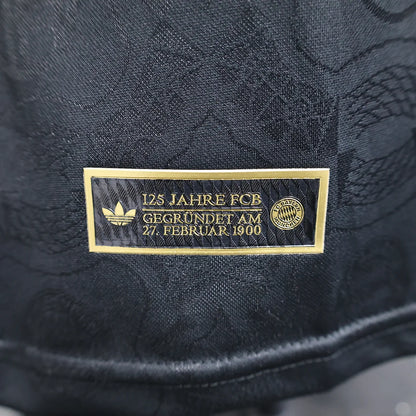 125 JAHRE FCB
GEGRÜNDET AM
27. FEBRUAR 1900